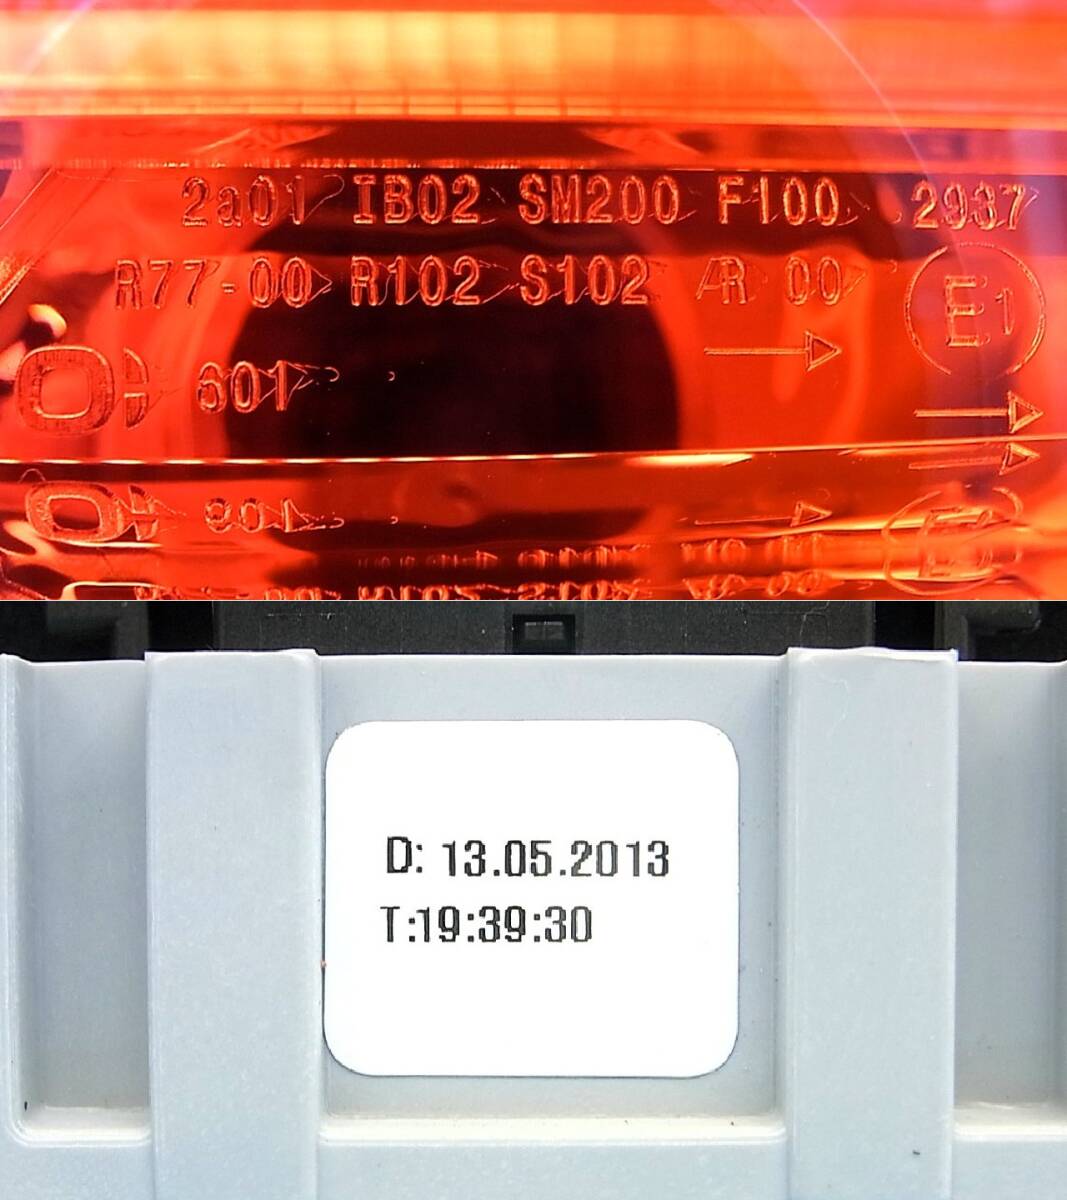 2a01 IB02 SM200 F100 2937
R77-00 R102 S102 AR 00 E1
601
D: 13.05.2013
T:19:39:30